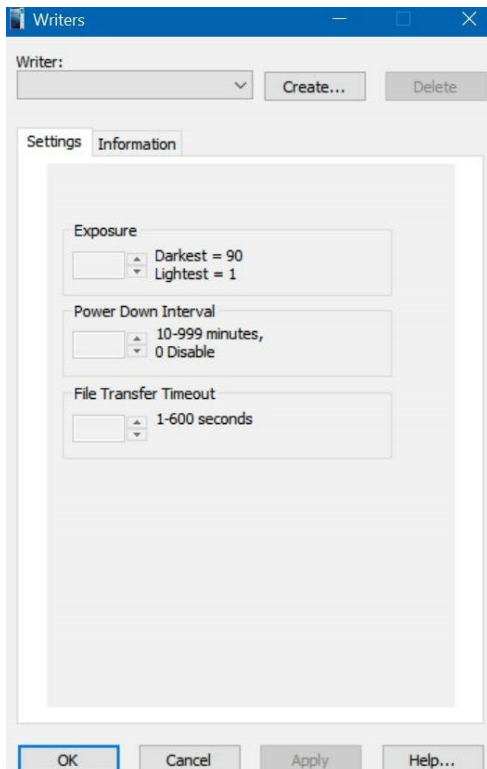 Writers
Writer:
Create...
Delete
Settings
Information
Exposure
Darkest = 90
Lightest = 1
Power Down Interval
10-999 minutes,
0 Disable
File Transfer Timeout
1-600 seconds
OK
Cancel
Apply
Help...